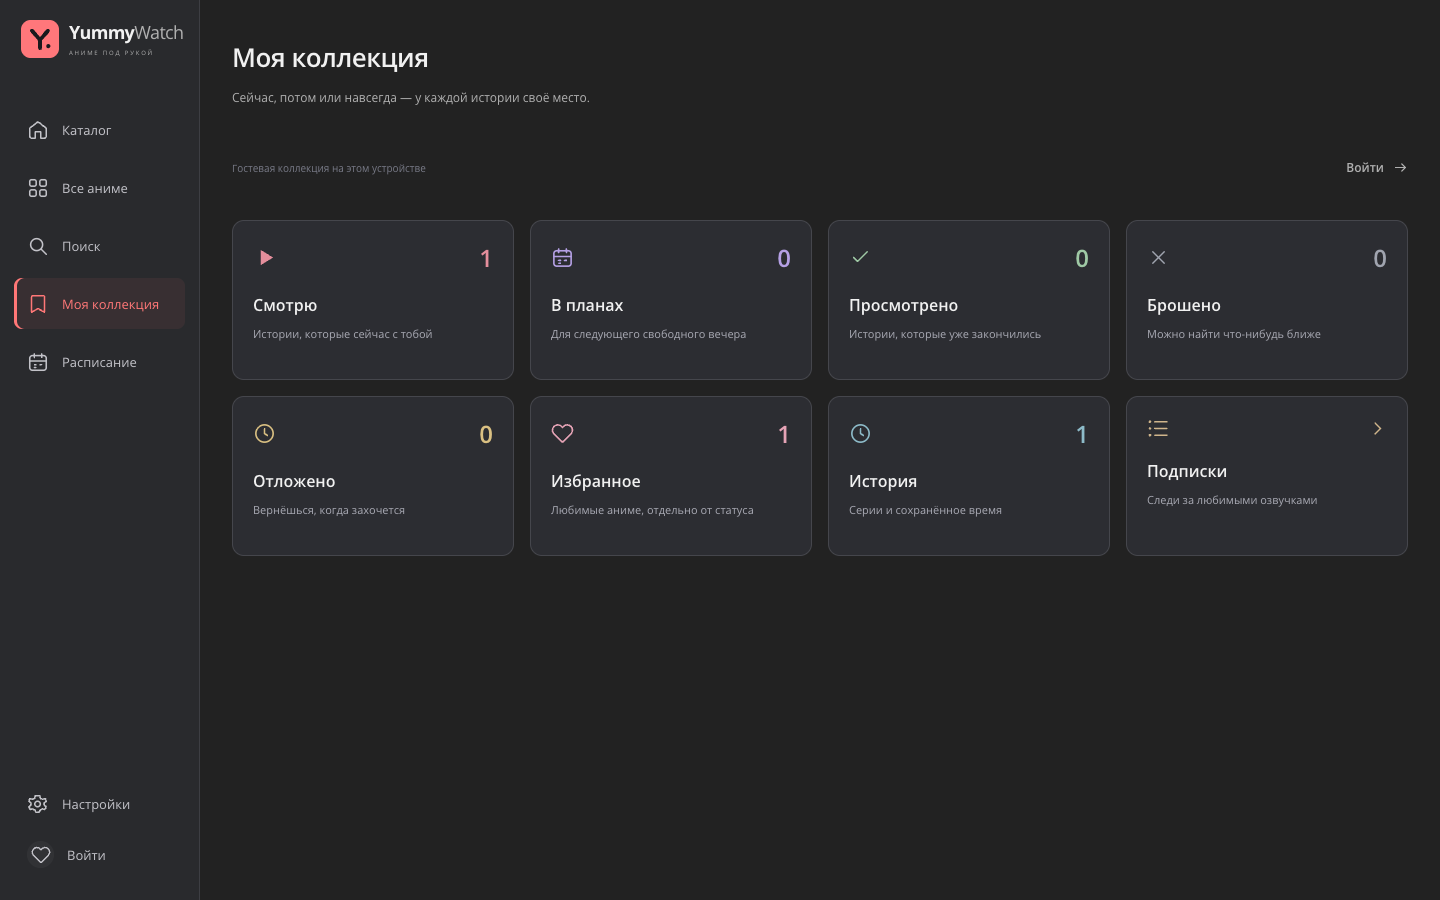 YummyWatch
АНИМЕ ПОД РУКОЙ
Каталог
Все аниме
Поиск
Моя коллекция
Расписание
Настройки
Войти
Моя коллекция
Сейчас, потом или навсегда — у каждой истории своё место.
Гостевая коллекция на этом устройстве
Войти
1
Смотрю
Истории, которые сейчас с тобой
0
В планах
Для следующего свободного вечера
0
Просмотрено
Истории, которые уже закончились
0
Брошено
Можно найти что-нибудь ближе
0
Отложено
Вернёшься, когда захочется
1
Избранное
Любимые аниме, отдельно от статуса
1
История
Серии и сохранённое время
Подписки
Следи за любимыми озвучками